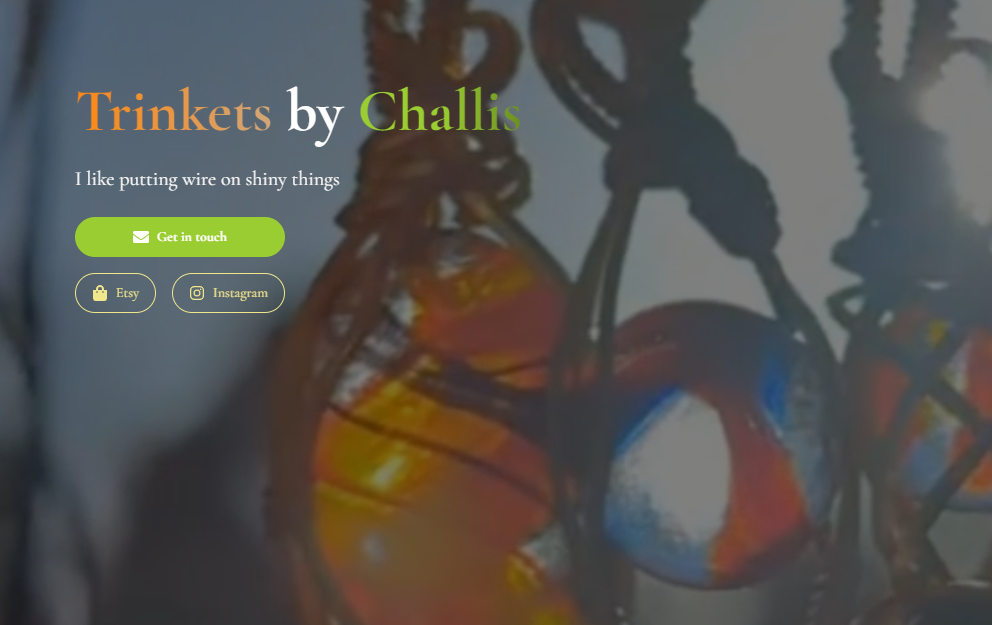 Trinkets by Challis
I like putting wire on shiny things
Get in touch
Etsy
Instagram